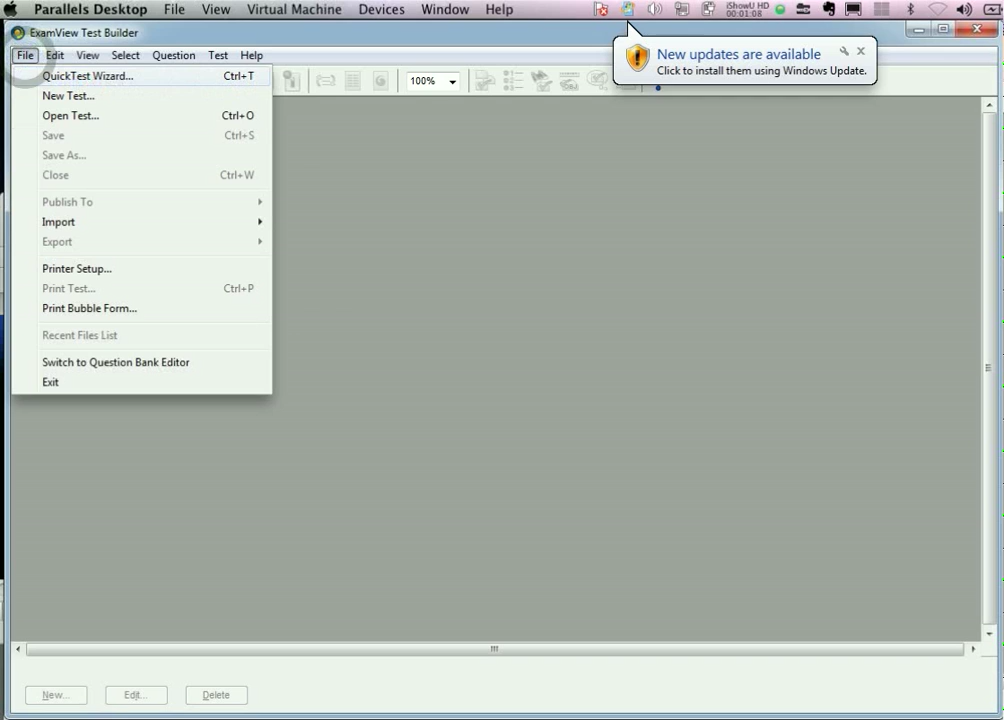 Parallels Desktop File View Virtual Machine Devices Window Help iShowU HD 00:01:08
ExamView Test Builder
New updates are available
Click to install them using Windows Update.
File Edit View Select Question Test Help
QuickTest Wizard... Ctrl+T
100%
New Test...
Open Test... Ctrl+O
Save Ctrl+S
Save As...
Close Ctrl+W
Publish To
Import
Export
Printer Setup...
Print Test... Ctrl+P
Print Bubble Form...
Recent Files List
Switch to Question Bank Editor
Exit
New... Edit... Delete